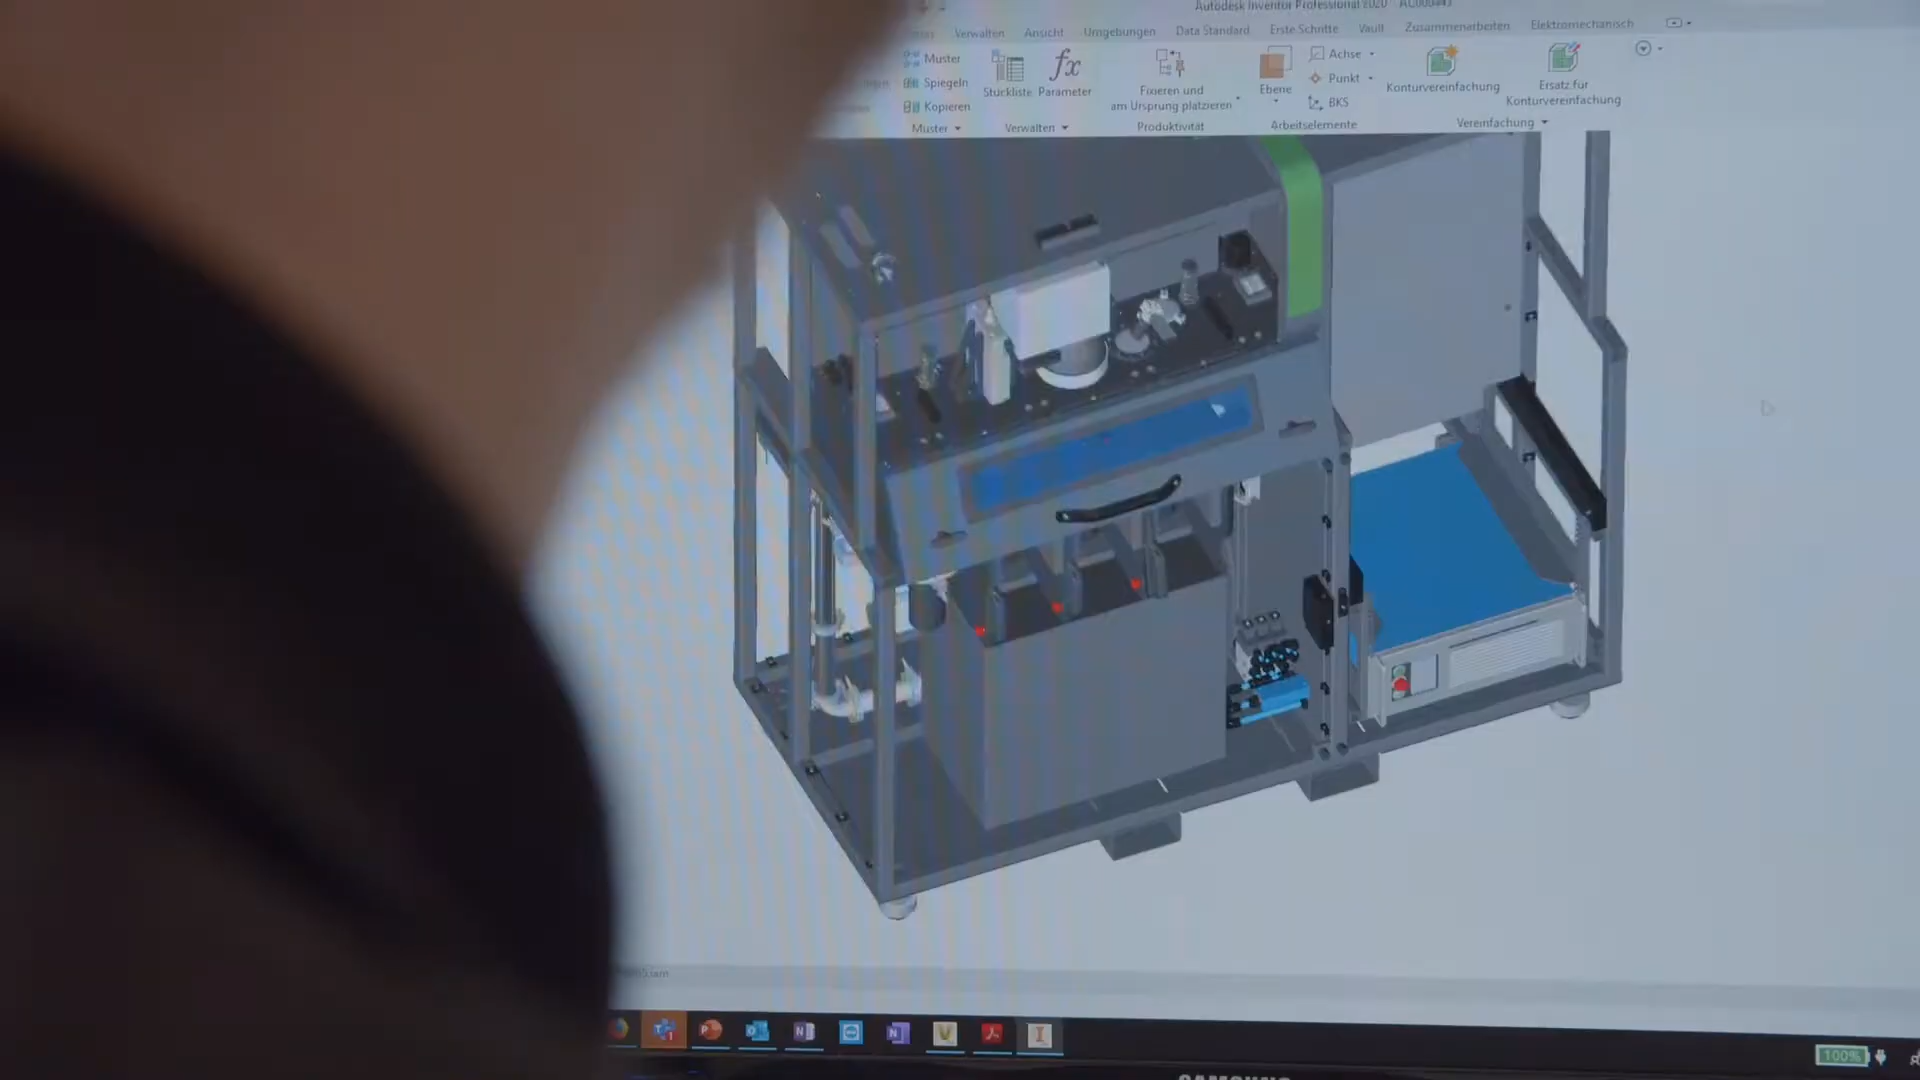 Autodesk Inventor Professional 2020
Verwalten Ansicht Umgebungen Data Standard Erste Schritte Vault Zusammenarbeiten Elektromechanisch
Muster
Spiegeln
Kopieren
Stückliste
Parameter
Fixieren und
am Ursprung platzieren
Ebene
Achse
Punkt
BKS
Konturvereinfachung
Ersatz für
Konturvereinfachung
Muster Verwalten Produktivität Arbeitselemente Vereinfachung
100%
SAMSUNG